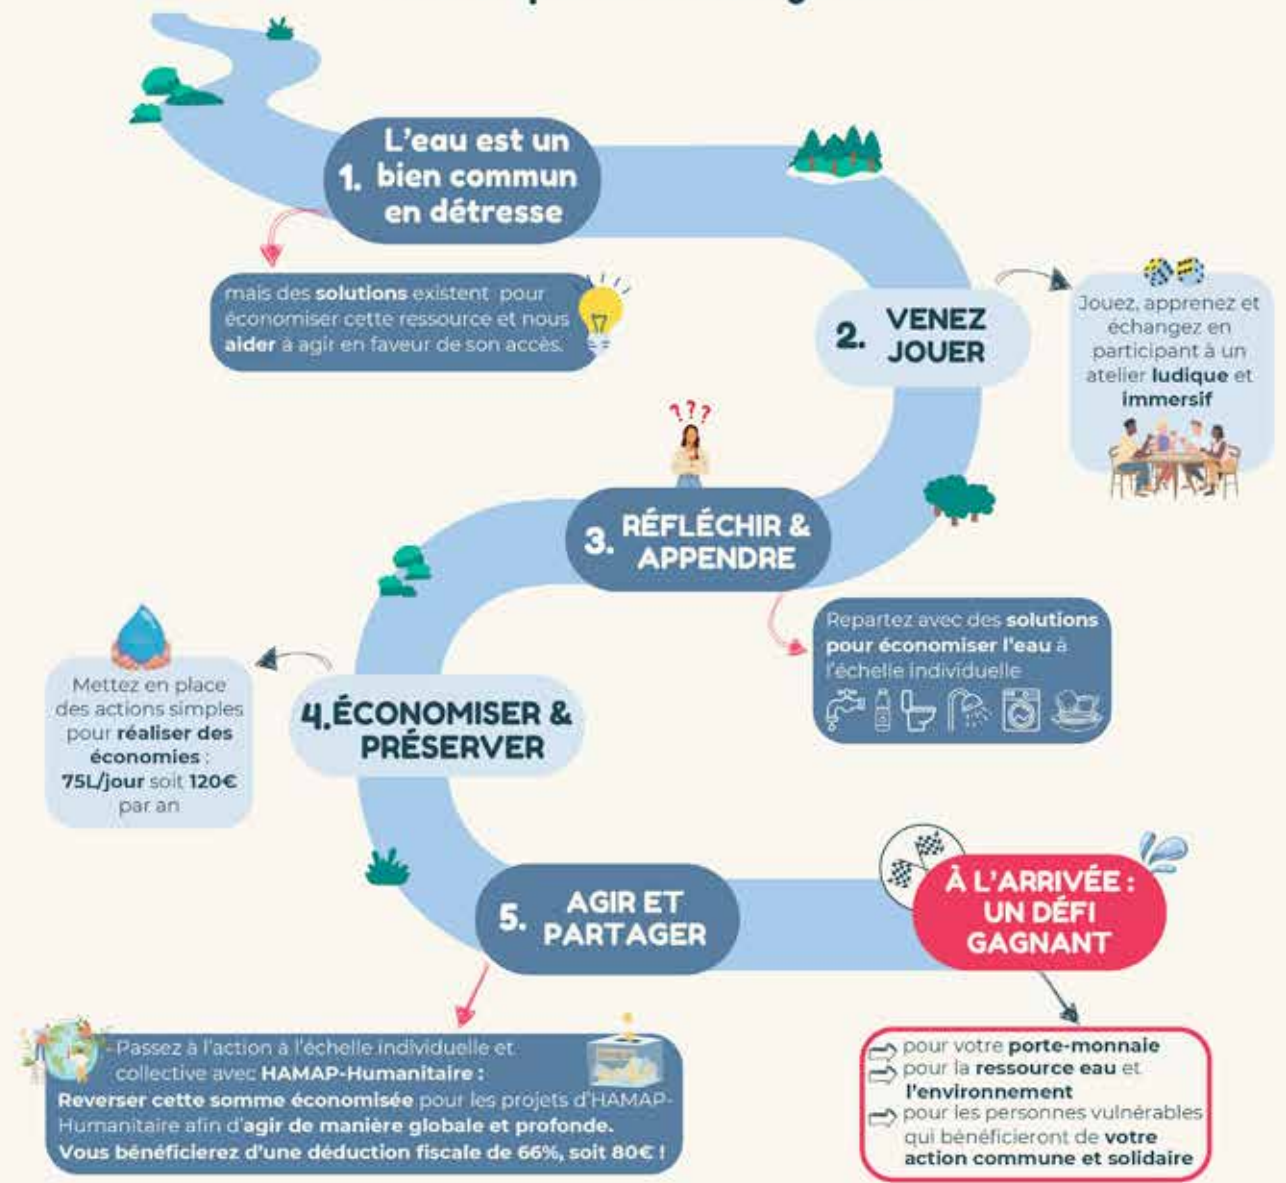 1. L'eau est un
bien commun
en détresse
mais des solutions existent pour
économiser cette ressource et nous
aider à agir en faveur de son accès.
2. VENEZ
JOUER
Jouez, apprenez et
échangez en
participant à un
atelier ludique et
immersif
???
3. RÉFLÉCHIR &
APPENDRE
Repartez avec des solutions
pour économiser l'eau à
l'échelle individuelle
4. ÉCONOMISER &
PRÉSERVER
Mettez en place
des actions simples
pour réaliser des
économies :
75L/jour soit 120€
par an
5. AGIR ET
PARTAGER
Passez à l'action à l'échelle individuelle et
collective avec HAMAP-Humanitaire :
Reverser cette somme économisée pour les projets d'HAMAP-
Humanitaire afin d'agir de manière globale et profonde.
Vous bénéficierez d'une déduction fiscale de 66%, soit 80€ !
À L'ARRIVÉE :
UN DÉFI
GAGNANT
pour votre porte-monnaie
pour la ressource eau et
l'environnement
pour les personnes vulnérables
qui bénéficieront de votre
action commune et solidaire